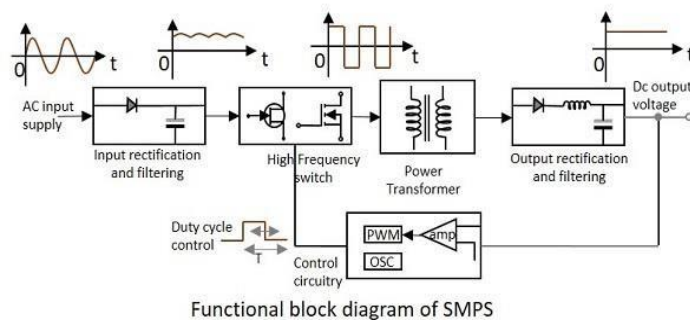 0
t
0
t
0
t
0
t
AC input
supply
Dc output
voltage
Input rectification
and filtering
High Frequency
switch
Power
Transformer
Output rectification
and filtering
Duty cycle
control
T
Control
circuitry
PWM
amp
OSC
Functional block diagram of SMPS